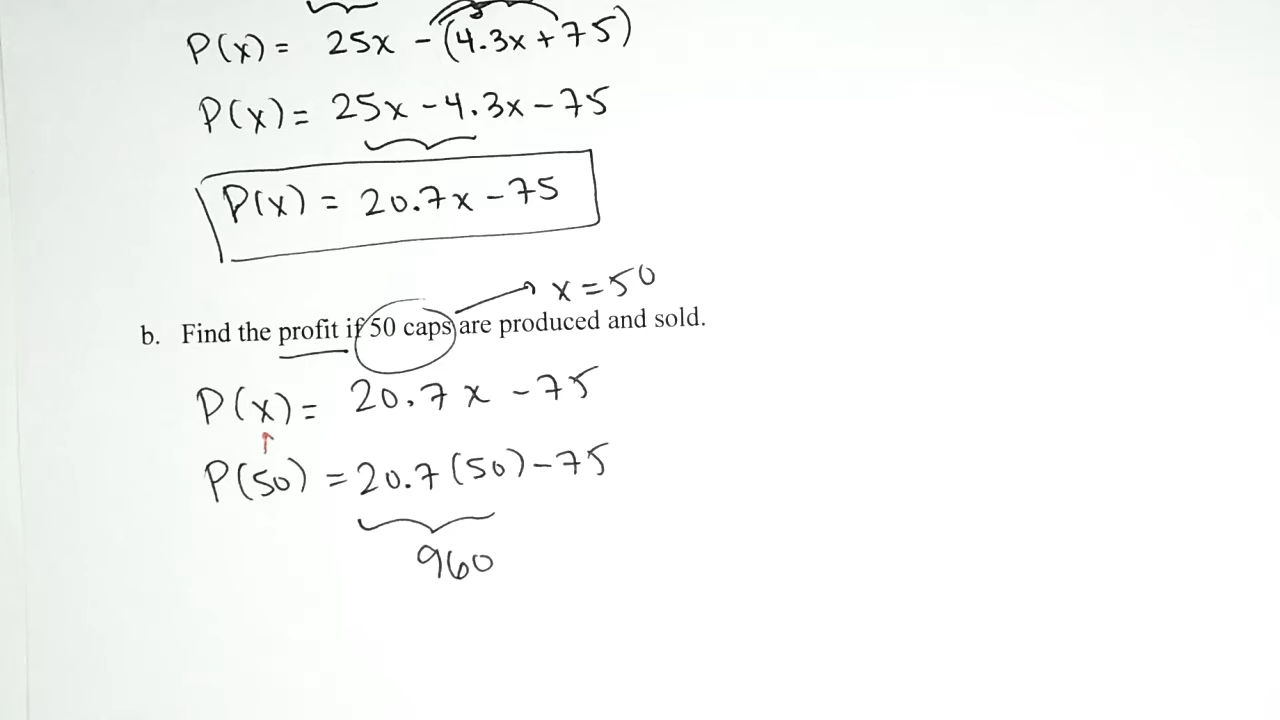 P(x) = 25x - (4.3x + 75)
P(x) = 25x - 4.3x - 75
P(x) = 20.7x - 75
x = 50
b. Find the profit if 50 caps are produced and sold.
P(x) = 20.7x - 75
P(50) = 20.7(50) - 75
960